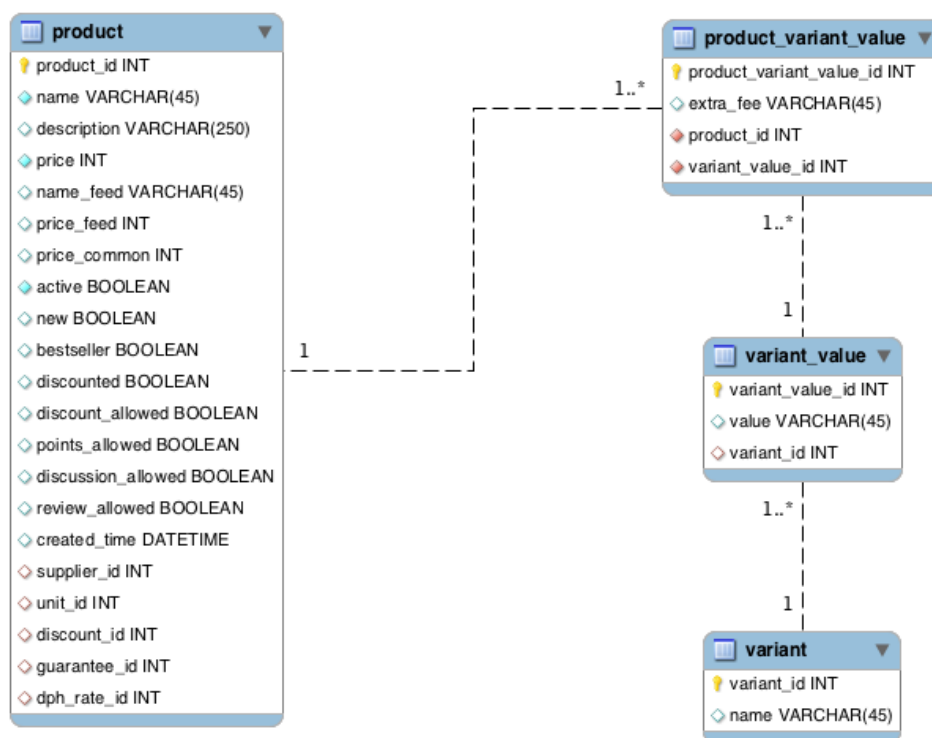 product
product_id INT
name VARCHAR(45)
description VARCHAR(250)
price INT
name_feed VARCHAR(45)
price_feed INT
price_common INT
active BOOLEAN
new BOOLEAN
bestseller BOOLEAN
discounted BOOLEAN
discount_allowed BOOLEAN
points_allowed BOOLEAN
discussion_allowed BOOLEAN
review_allowed BOOLEAN
created_time DATETIME
supplier_id INT
unit_id INT
discount_id INT
guarantee_id INT
dph_rate_id INT
1
1..*
product_variant_value
product_variant_value_id INT
extra_fee VARCHAR(45)
product_id INT
variant_value_id INT
1..*
1
variant_value
variant_value_id INT
value VARCHAR(45)
variant_id INT
1..*
1
variant
variant_id INT
name VARCHAR(45)